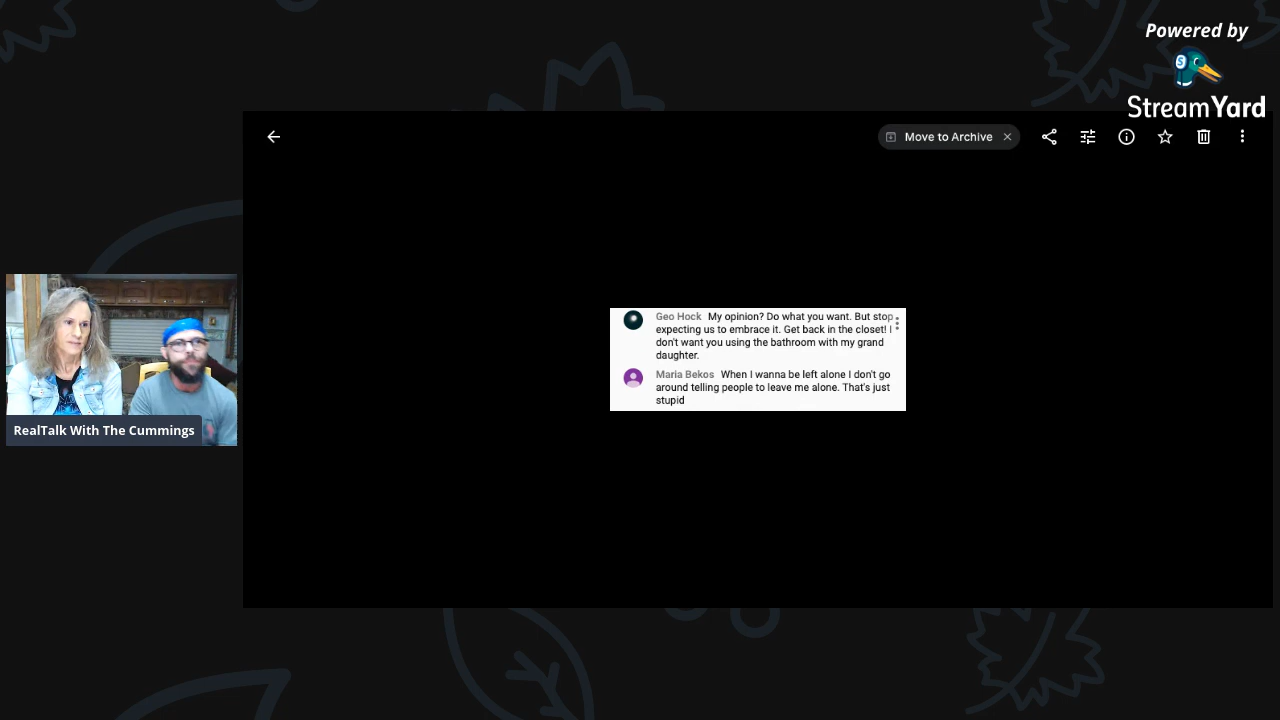 Powered by
StreamYard
Move to Archive
Geo Hock My opinion? Do what you want. But stop
expecting us to embrace it. Get back in the closet! I
don't want you using the bathroom with my grand
daughter.
Maria Bekos When I wanna be left alone I don't go
around telling people to leave me alone. That's just
stupid
RealTalk With The Cummings